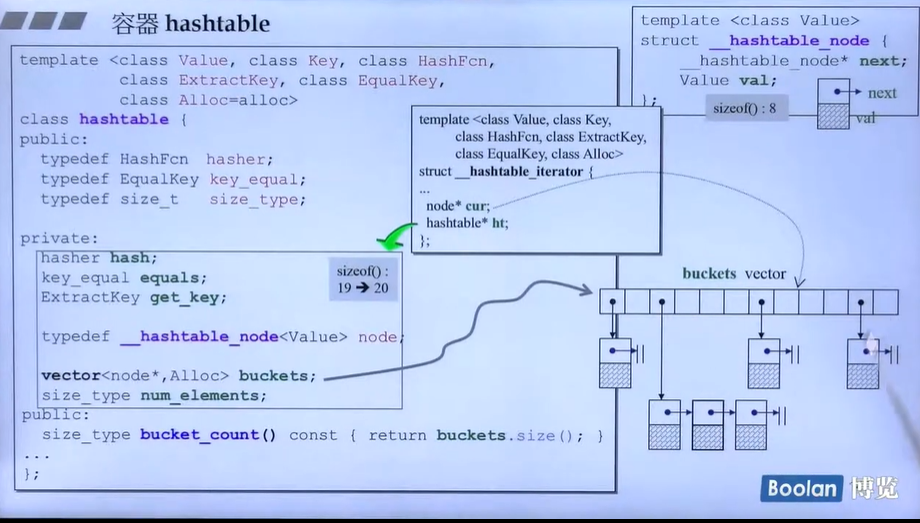 容器 hashtable
template <class Value, class Key, class HashFcn,
class ExtractKey, class EqualKey,
class Alloc=alloc>
class hashtable {
public:
typedef HashFcn hasher;
typedef EqualKey key_equal;
typedef size_t size_type;
private:
hasher hash;
key_equal equals;
ExtractKey get_key;
sizeof() :
19 ➔ 20
typedef __hashtable_node<Value> node;
vector<node*,Alloc> buckets;
size_type num_elements;
public:
size_type bucket_count() const { return buckets.size(); }
...
};
template <class Value, class Key,
class HashFcn, class ExtractKey,
class EqualKey, class Alloc>
struct __hashtable_iterator {
...
node* cur;
hashtable* ht;
};
template <class Value>
struct __hashtable_node {
__hashtable_node* next;
Value val;
};
sizeof() : 8
next
val
buckets vector
Boolan 博览